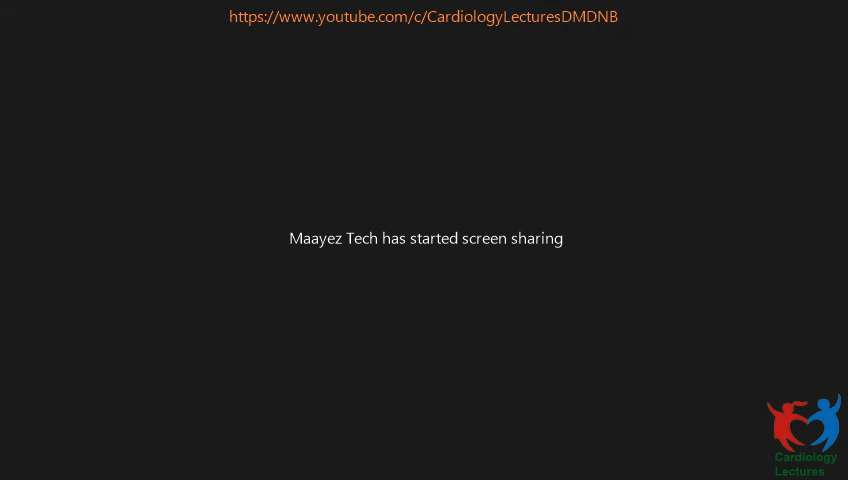 https://www.youtube.com/c/CardiologyLecturesDMDNB
Maayez Tech has started screen sharing
Cardiology
Lectures